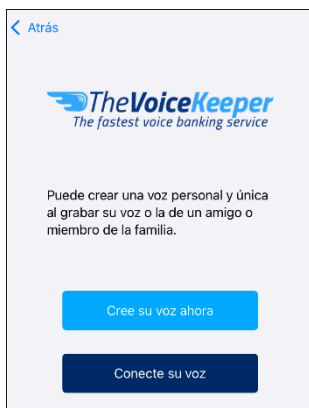 Atrás
TheVoiceKeeper
The fastest voice banking service
Puede crear una voz personal y única
al grabar su voz o la de un amigo o
miembro de la familia.
Cree su voz ahora
Conecte su voz